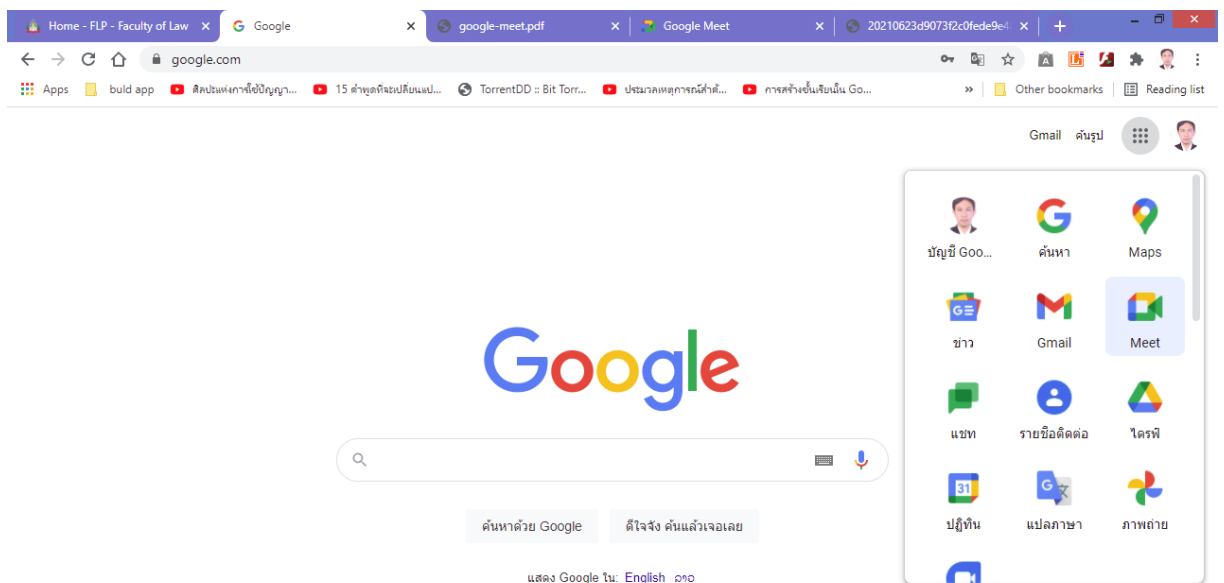 Home - FLP - Faculty of Law
Google
google-meet.pdf
Google Meet
20210623d9073f2c0fede9e4
google.com
Apps
buld app
ศิลปะแห่งการใช้ปัญญา...
15 คำพูดที่จะเปลี่ยนแป...
TorrentDD :: Bit Torr...
ประมวลเหตุการณ์สำคั...
การสร้างชั้นเรียนใน Go...
»
Other bookmarks
Reading list
Gmail ค้นรูป
บัญชี Goo... ค้นหา Maps
ข่าว Gmail Meet
แชท รายชื่อติดต่อ ไดรฟ์
31
ปฏิทิน แปลภาษา ภาพถ่าย
Google
ค้นหาด้วย Google ดีใจจัง ค้นแล้วเจอเลย
แสดง Google ใน: English ລາວ